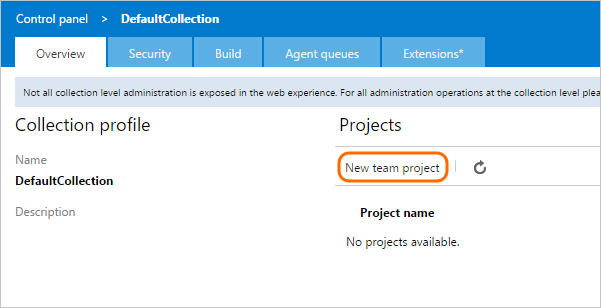 Control panel > DefaultCollection
Overview Security Build Agent queues Extensions*
Not all collection level administration is exposed in the web experience. For all administration operations at the collection level plea
Collection profile
Projects
Name
DefaultCollection
Description
New team project
Project name
No projects available.